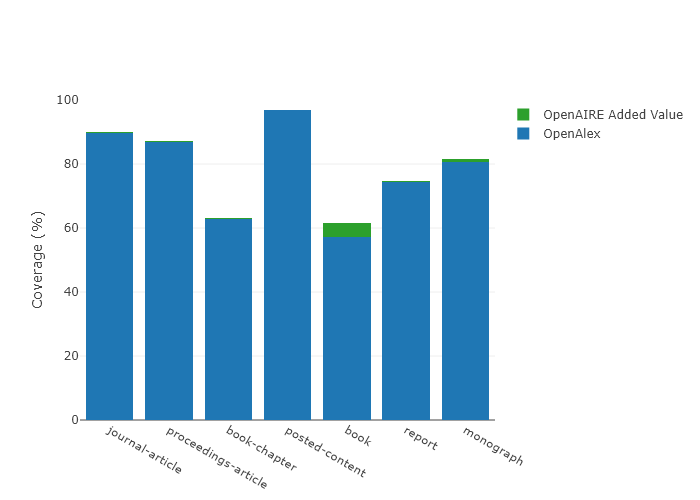 100
80
60
40
20
0
Coverage (%)
journal-article
proceedings-article
book-chapter
posted-content
book
report
monograph
OpenAIRE Added Value
OpenAlex